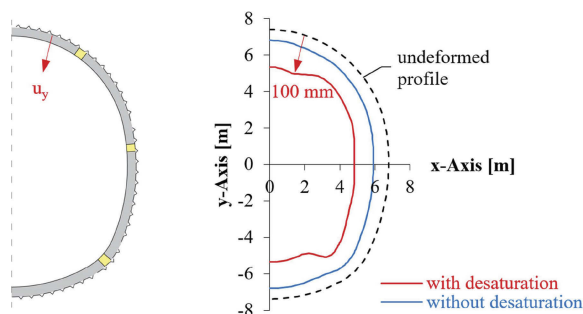 u_y
8
6
4
2
0
-2
-4
-6
-8
y-Axis [m]
0 2 4 6 8
x-Axis [m]
100 mm
undeformed
profile
with desaturation
without desaturation